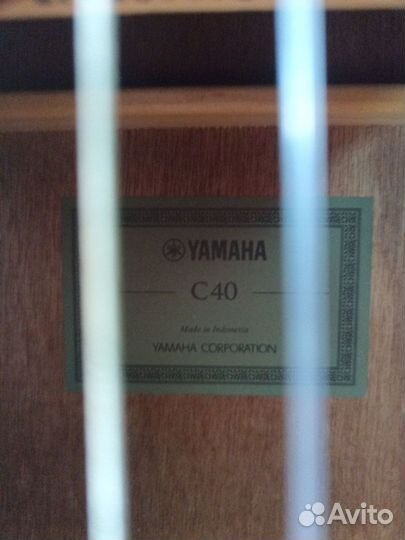 YAMAHA
C40
Made in Indonesia
YAMAHA CORPORATION
Avito